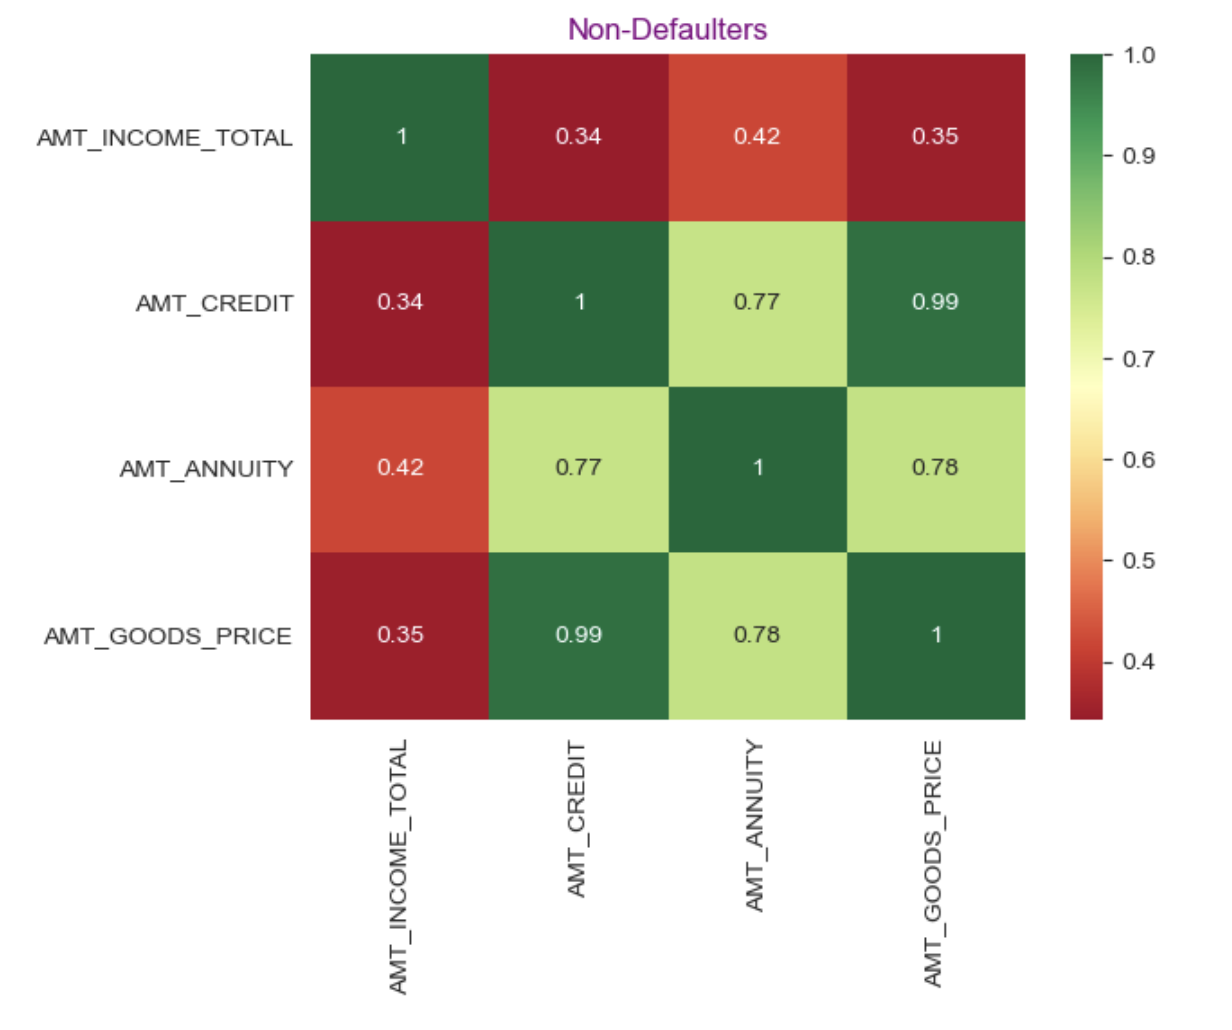 Non-Defaulters
AMT_INCOME_TOTAL 1 0.34 0.42 0.35
AMT_CREDIT 0.34 1 0.77 0.99
AMT_ANNUITY 0.42 0.77 1 0.78
AMT_GOODS_PRICE 0.35 0.99 0.78 1
AMT_INCOME_TOTAL
AMT_CREDIT
AMT_ANNUITY
AMT_GOODS_PRICE
1.0
0.9
0.8
0.7
0.6
0.5
0.4